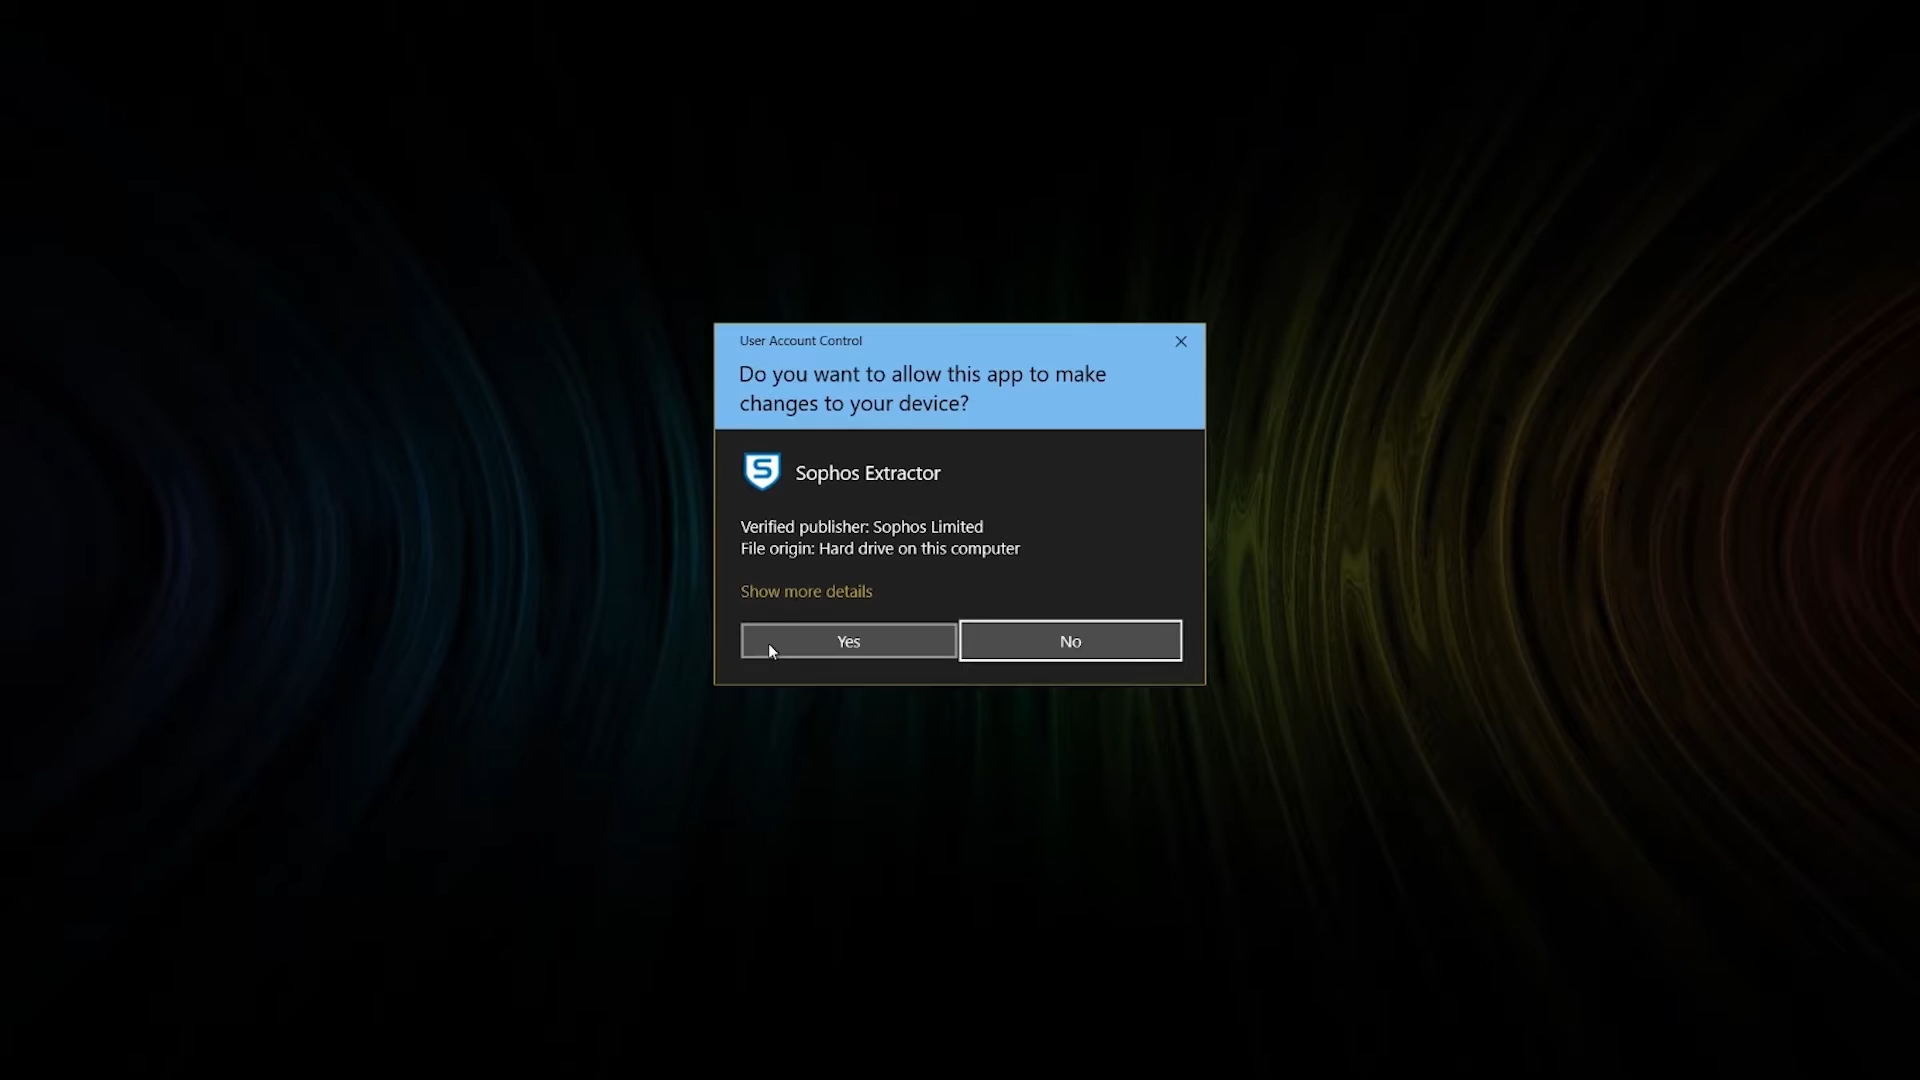 User Account Control
Do you want to allow this app to make
changes to your device?
S
Sophos Extractor
Verified publisher: Sophos Limited
File origin: Hard drive on this computer
Show more details
Yes
No